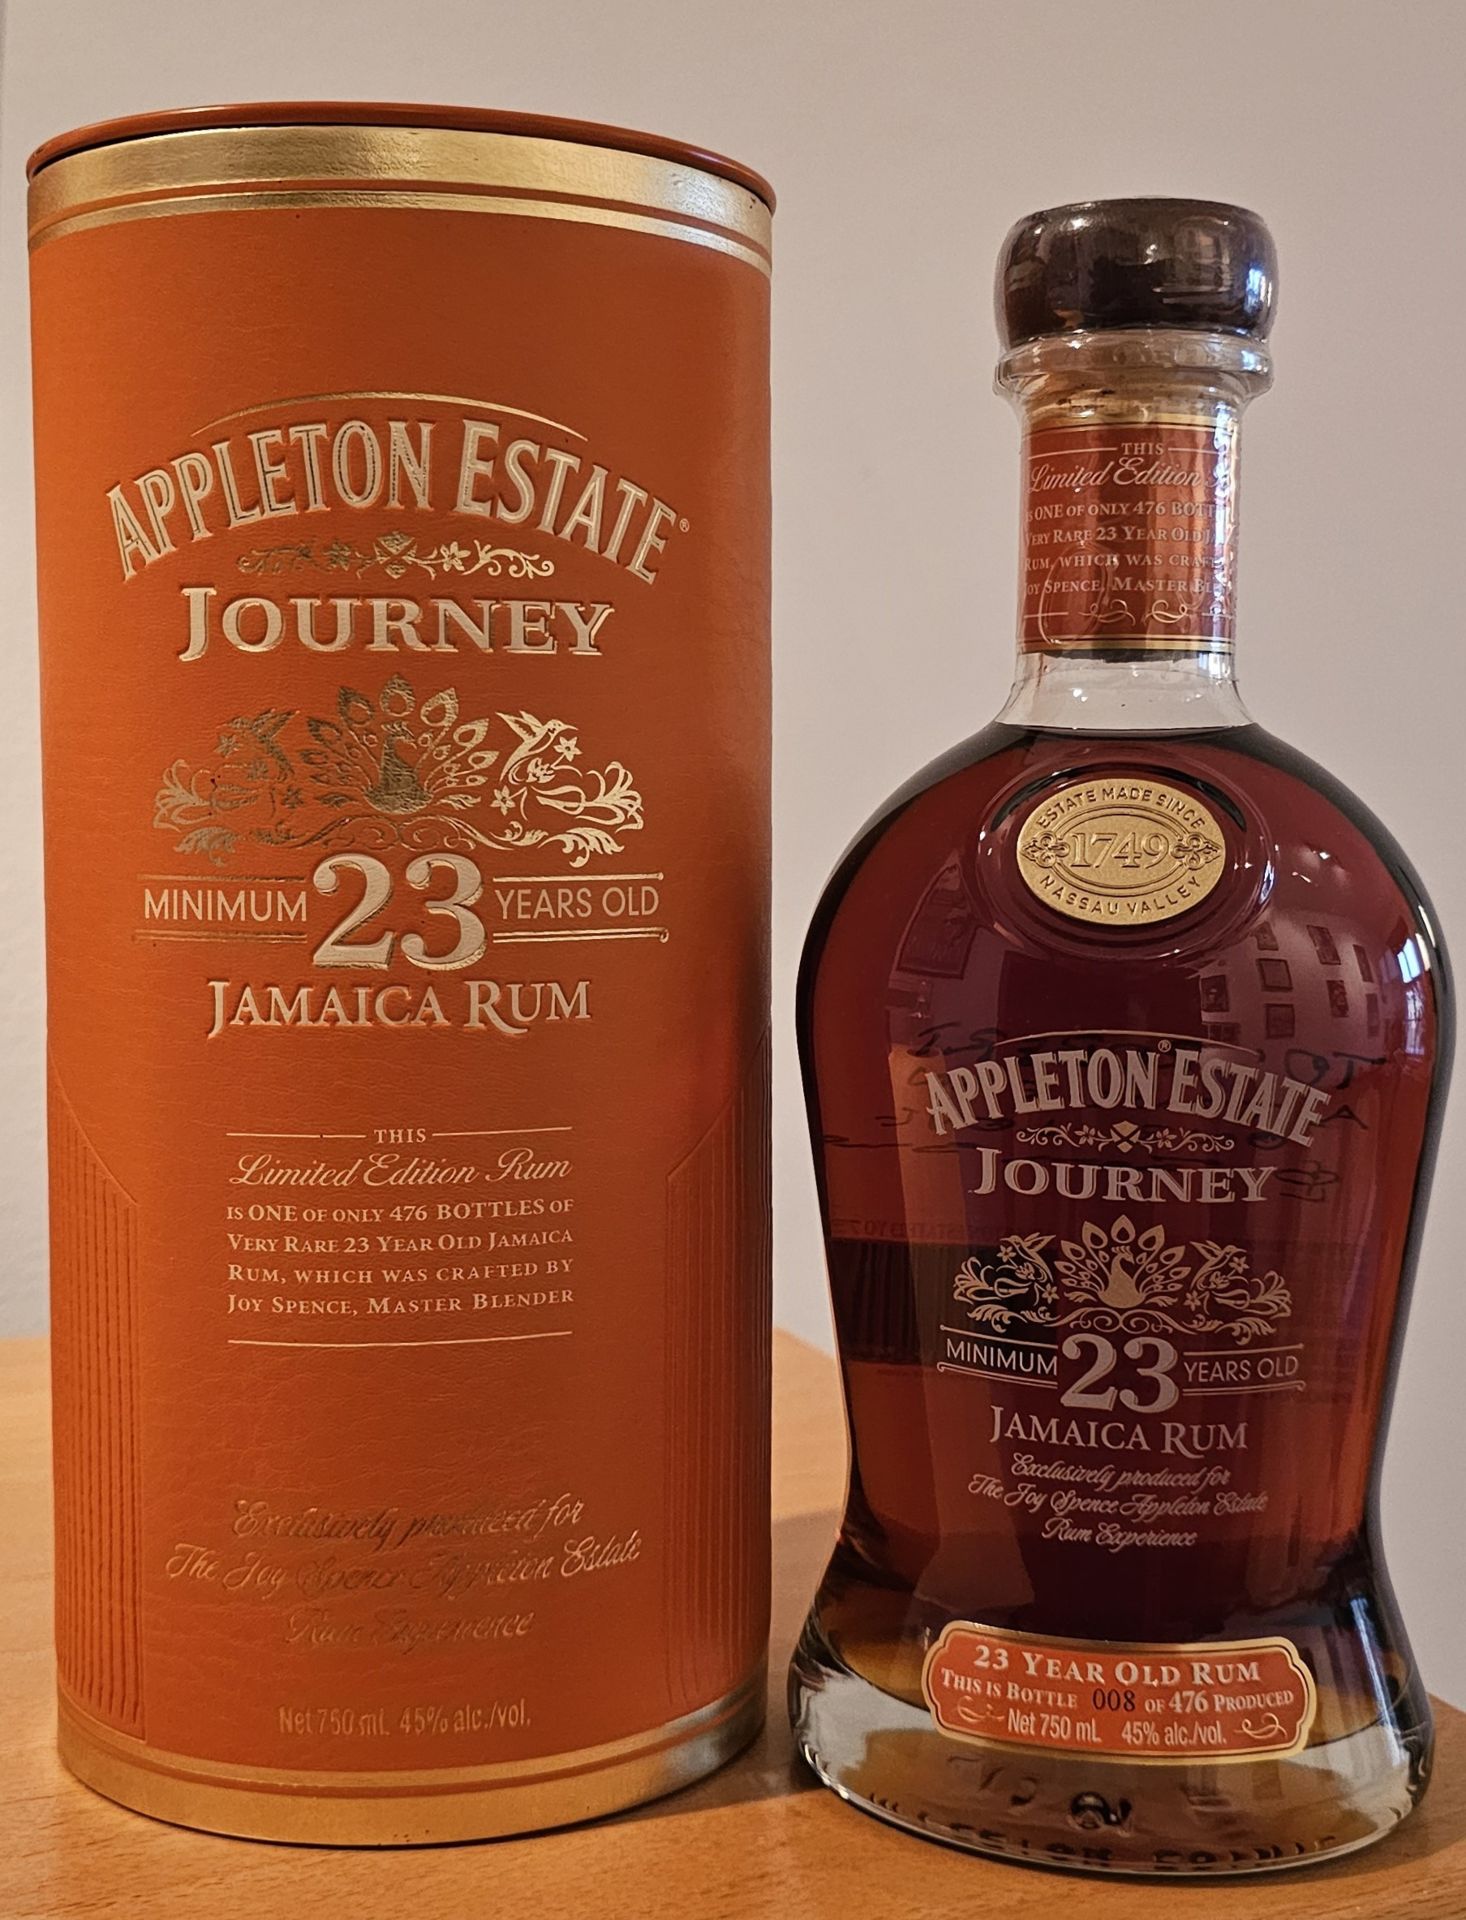 APPLETON ESTATE®
JOURNEY
MINIMUM 23 YEARS OLD
JAMAICA RUM
THIS
Limited Edition Rum
IS ONE OF ONLY 476 BOTTLES OF
VERY RARE 23 YEAR OLD JAMAICA
RUM, WHICH WAS CRAFTED BY
JOY SPENCE, MASTER BLENDER
Exclusively produced for
The Joy Spence Appleton Estate
Rum Experience
Net 750 mL 45% alc./vol.
THIS
Limited Edition
IS ONE OF ONLY 476
VERY RARE 23 YEAR OLD
RUM, WHICH WAS
JOY SPENCE, MASTER
ESTATE MADE SINCE
1749
NASSAU VALLEY
APPLETON ESTATE®
JOURNEY
MINIMUM 23 YEARS OLD
JAMAICA RUM
Exclusively produced for
The Joy Spence Appleton Estate
Rum Experience
23 YEAR OLD RUM
THIS IS BOTTLE 008 OF 476 PRODUCED
Net 750 mL 45% alc./vol.